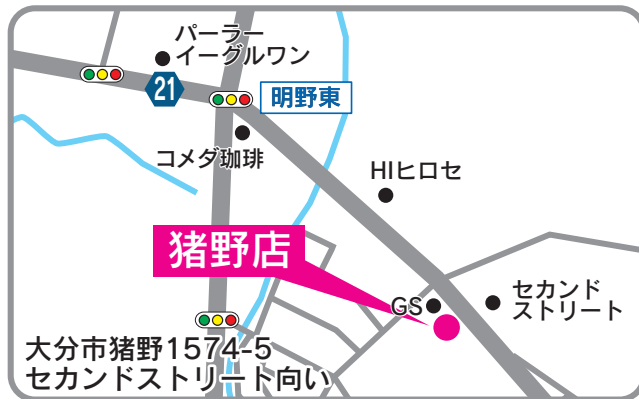 パーラー
イーグルワン
21
明野東
コメダ珈琲
HIヒロセ
猪野店
GS
セカンド
ストリート
大分市猪野1574-5
セカンドストリート向い